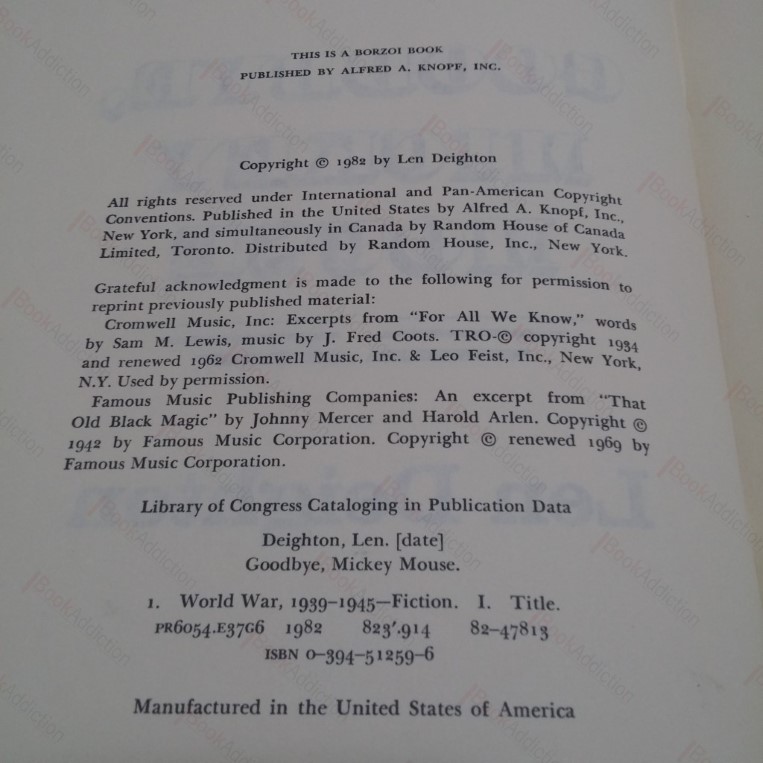 THIS IS A BORZOI BOOK
PUBLISHED BY ALFRED A. KNOPF, INC.
Copyright © 1982 by Len Deighton
All rights reserved under International and Pan-American Copyright
Conventions. Published in the United States by Alfred A. Knopf, Inc.,
New York, and simultaneously in Canada by Random House of Canada
Limited, Toronto. Distributed by Random House, Inc., New York.
Grateful acknowledgment is made to the following for permission to
reprint previously published material:
Cromwell Music, Inc: Excerpts from “For All We Know,” words
by Sam M. Lewis, music by J. Fred Coots. TRO-© copyright 1934
and renewed 1962 Cromwell Music, Inc. & Leo Feist, Inc., New York,
N.Y. Used by permission.
Famous Music Publishing Companies: An excerpt from “That
Old Black Magic” by Johnny Mercer and Harold Arlen. Copyright ©
1942 by Famous Music Corporation. Copyright © renewed 1969 by
Famous Music Corporation.
Library of Congress Cataloging in Publication Data
Deighton, Len. [date]
Goodbye, Mickey Mouse.
1. World War, 1939–1945—Fiction. I. Title.
PR6054.E37G6 1982 823′.914 82–47813
ISBN 0–394–51259–6
Manufactured in the United States of America
BookAddiction